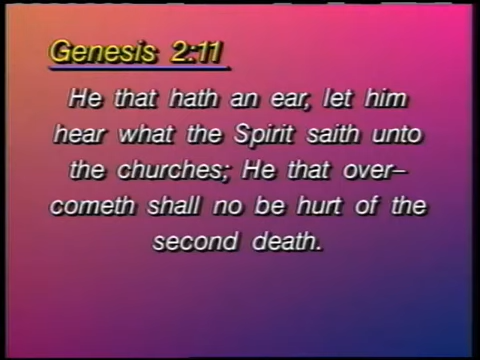 Genesis 2:11
He that hath an ear, let him
hear what the Spirit saith unto
the churches; He that over-
cometh shall no be hurt of the
second death.